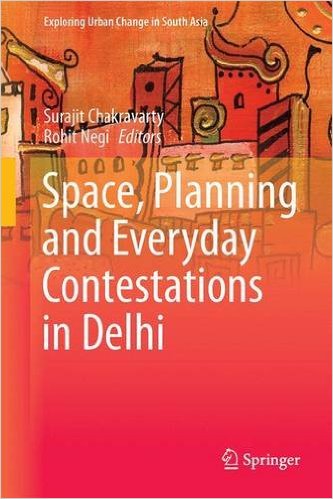 Exploring Urban Change in South Asia
Surajit Chakravarty
Rohit Negi Editors
Space, Planning
and Everyday
Contestations
in Delhi
Springer